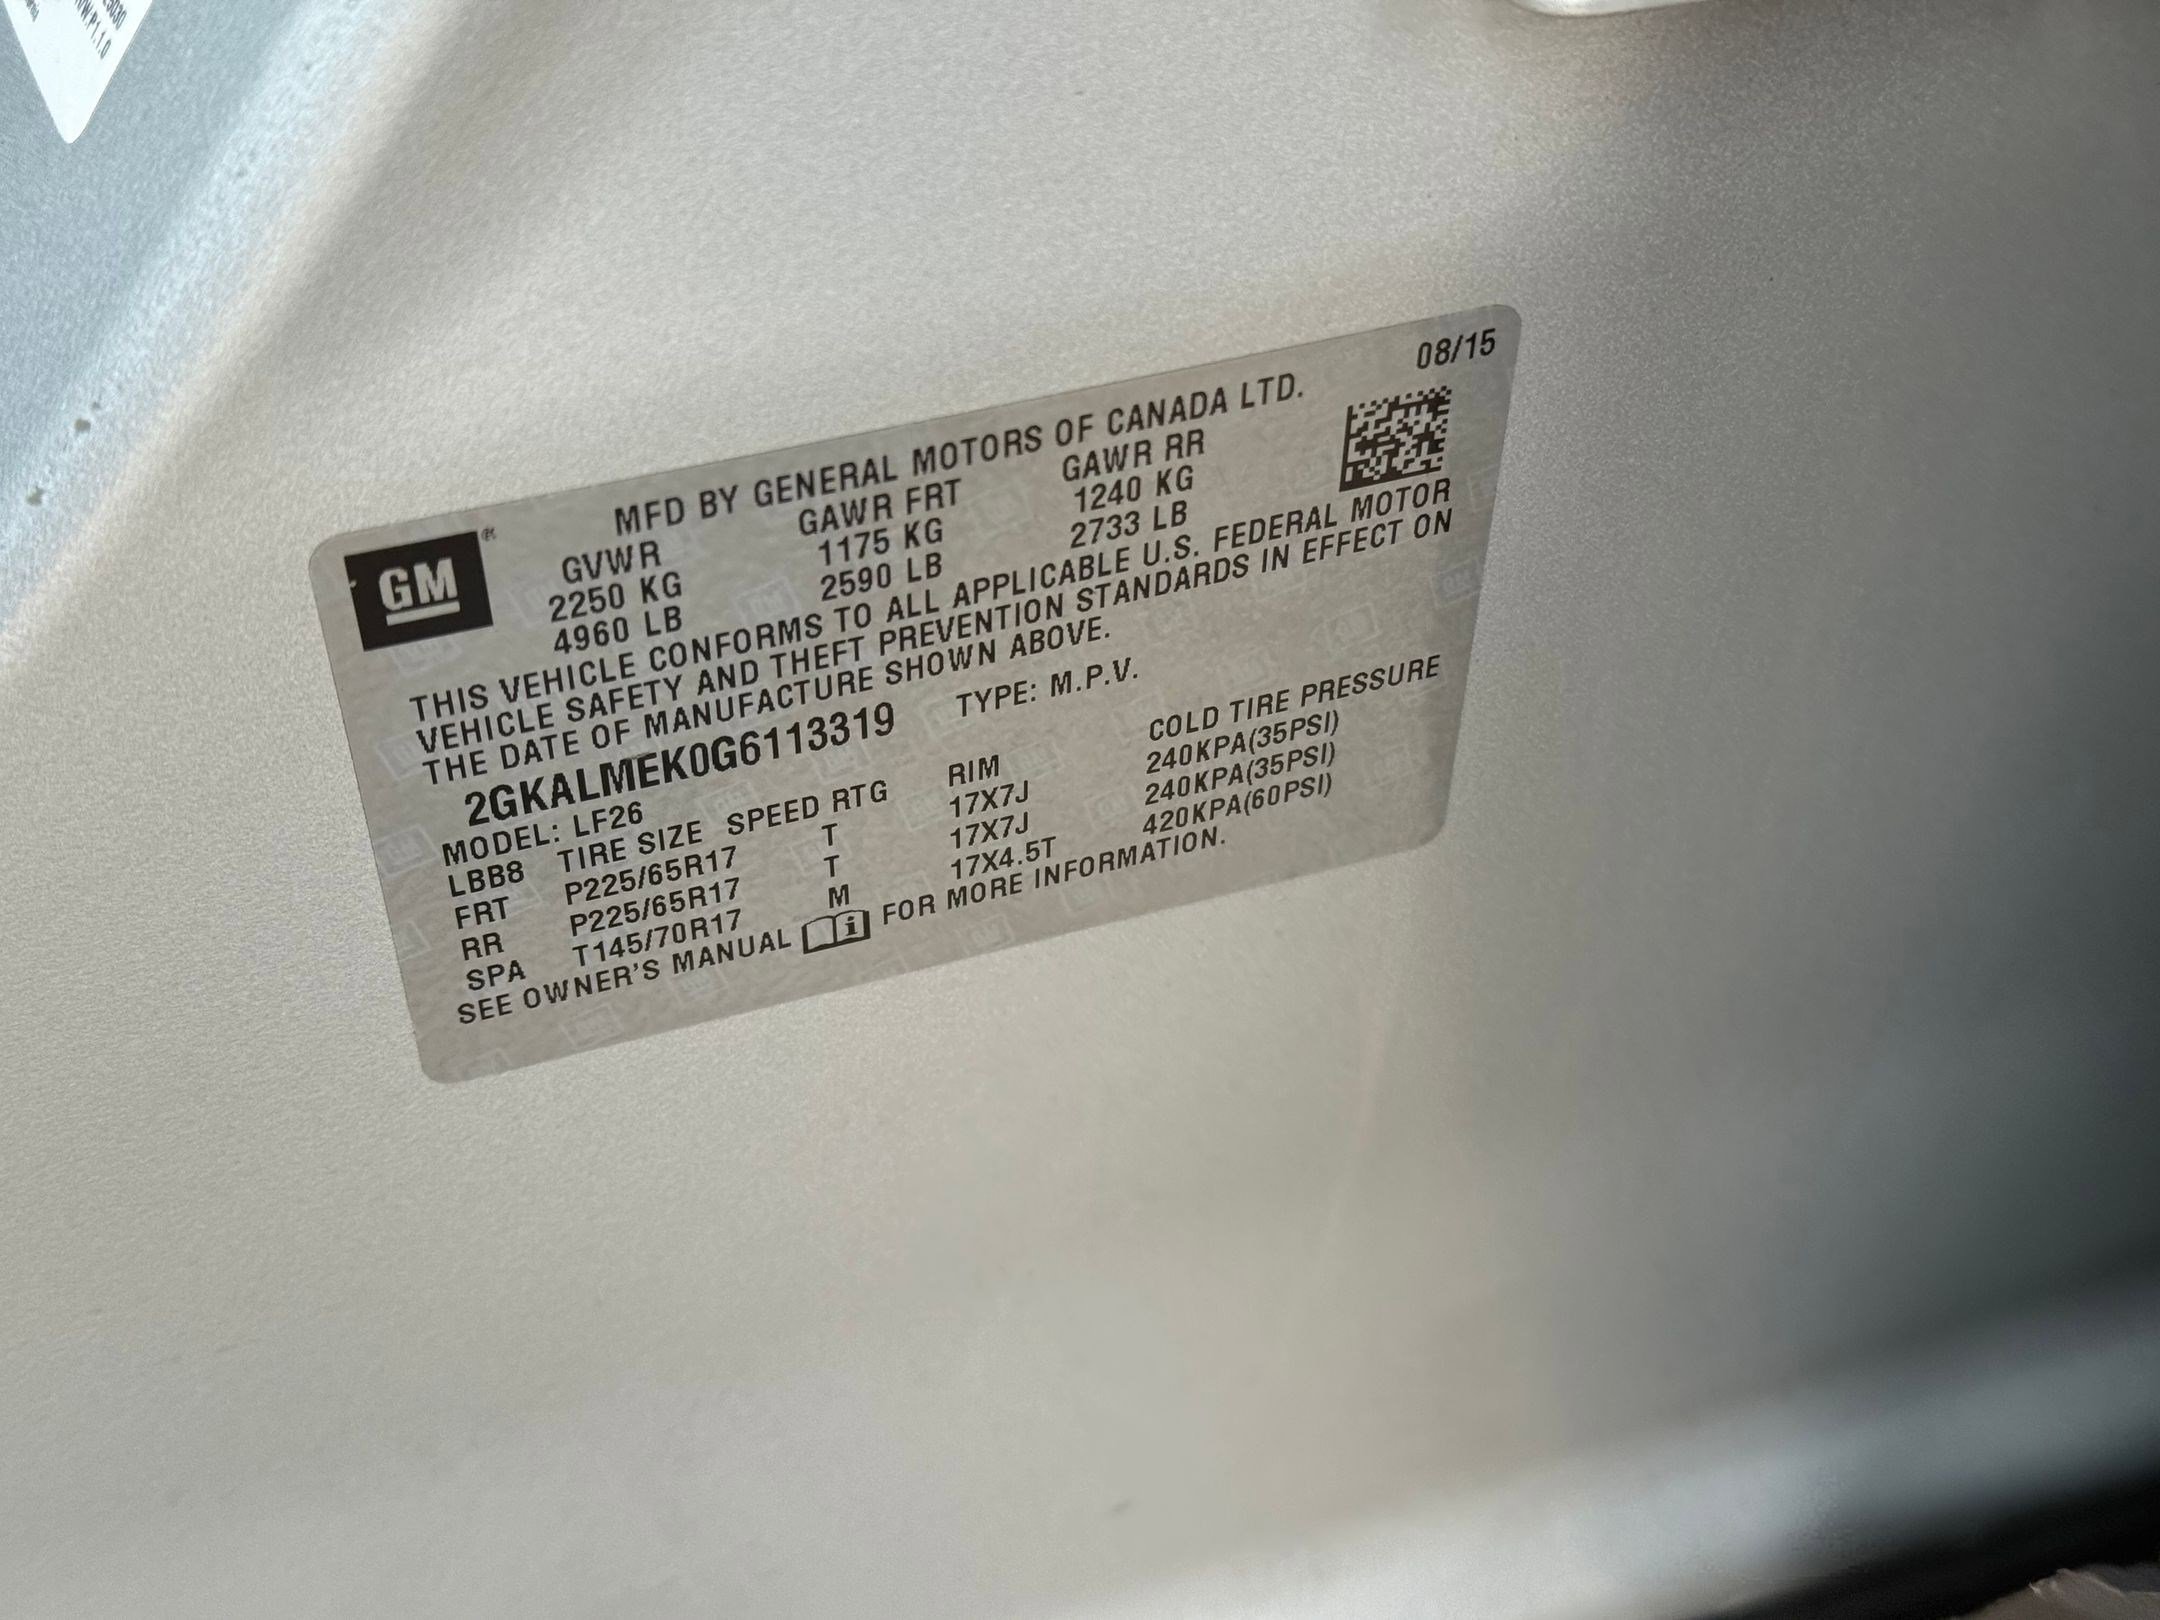 P1.1.0
08/15
MFD BY GENERAL MOTORS OF CANADA LTD.
GM®
GVWR GAWR FRT GAWR RR
2250 KG 1175 KG 1240 KG
4960 LB 2590 LB 2733 LB
THIS VEHICLE CONFORMS TO ALL APPLICABLE U.S. FEDERAL MOTOR
VEHICLE SAFETY AND THEFT PREVENTION STANDARDS IN EFFECT ON
THE DATE OF MANUFACTURE SHOWN ABOVE.
2GKALMEK0G6113319 TYPE: M.P.V.
MODEL: LF26
LBB8 TIRE SIZE SPEED RTG RIM COLD TIRE PRESSURE
FRT P225/65R17 T 17X7J 240KPA(35PSI)
RR P225/65R17 T 17X7J 240KPA(35PSI)
SPA T145/70R17 M 17X4.5T 420KPA(60PSI)
SEE OWNER'S MANUAL i FOR MORE INFORMATION.